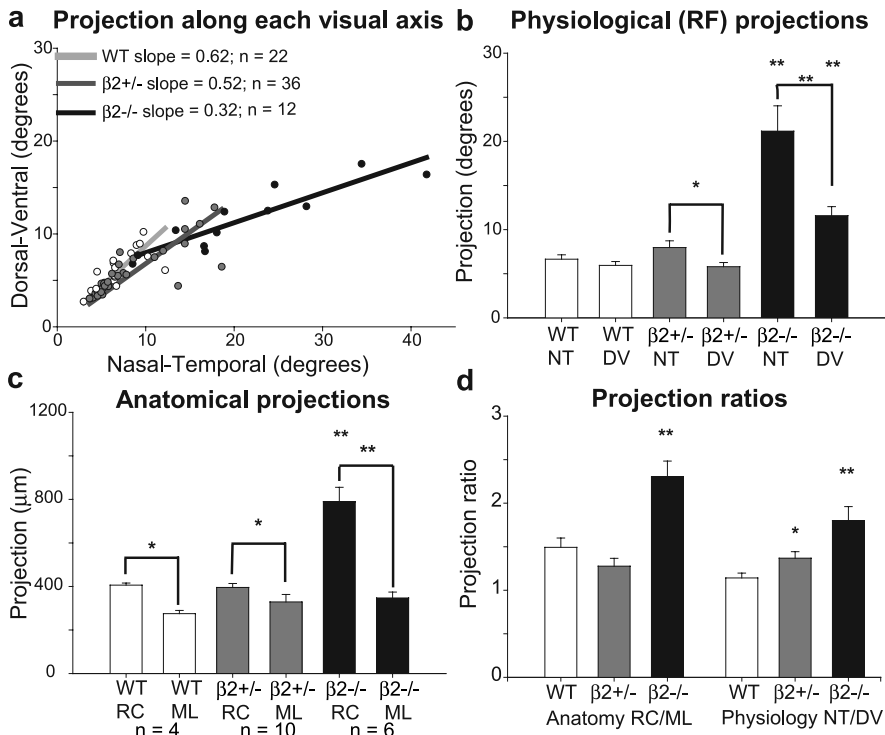 a Projection along each visual axis
Dorsal-Ventral (degrees)
30
20
10
0
WT slope = 0.62; n = 22
β2+/- slope = 0.52; n = 36
β2-/- slope = 0.32; n = 12
0 10 20 30 40
Nasal-Temporal (degrees)
b Physiological (RF) projections
Projection (degrees)
30
20
10
0
** **
**
*
WT WT β2+/- β2+/- β2-/- β2-/-
NT DV NT DV NT DV
c Anatomical projections
Projection (μm)
1200
800
400
0
**
**
* *
WT WT β2+/- β2+/- β2-/- β2-/-
RC ML RC ML RC ML
n = 4 n = 10 n = 6
d Projection ratios
Projection ratio
3
2
1
0
**
**
*
WT β2+/- β2-/- WT β2+/- β2-/-
Anatomy RC/ML Physiology NT/DV